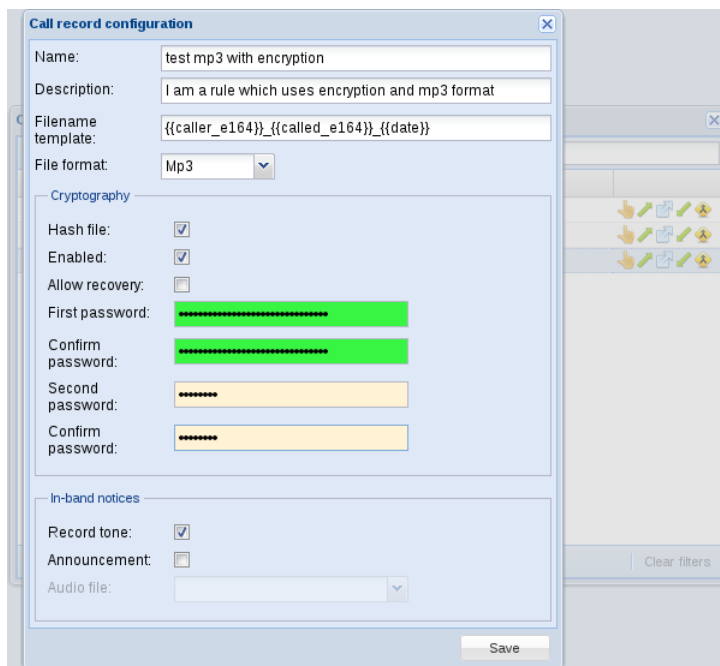 Call record configuration
Name: test mp3 with encryption
Description: I am a rule which uses encryption and mp3 format
Filename
template: {{caller_e164}}_{{called_e164}}_{{date}}
File format: Mp3
Cryptography
Hash file:
Enabled:
Allow recovery:
First password:
Confirm
password:
Second
password:
Confirm
password:
In-band notices
Record tone:
Announcement:
Audio file:
Clear filters
Save